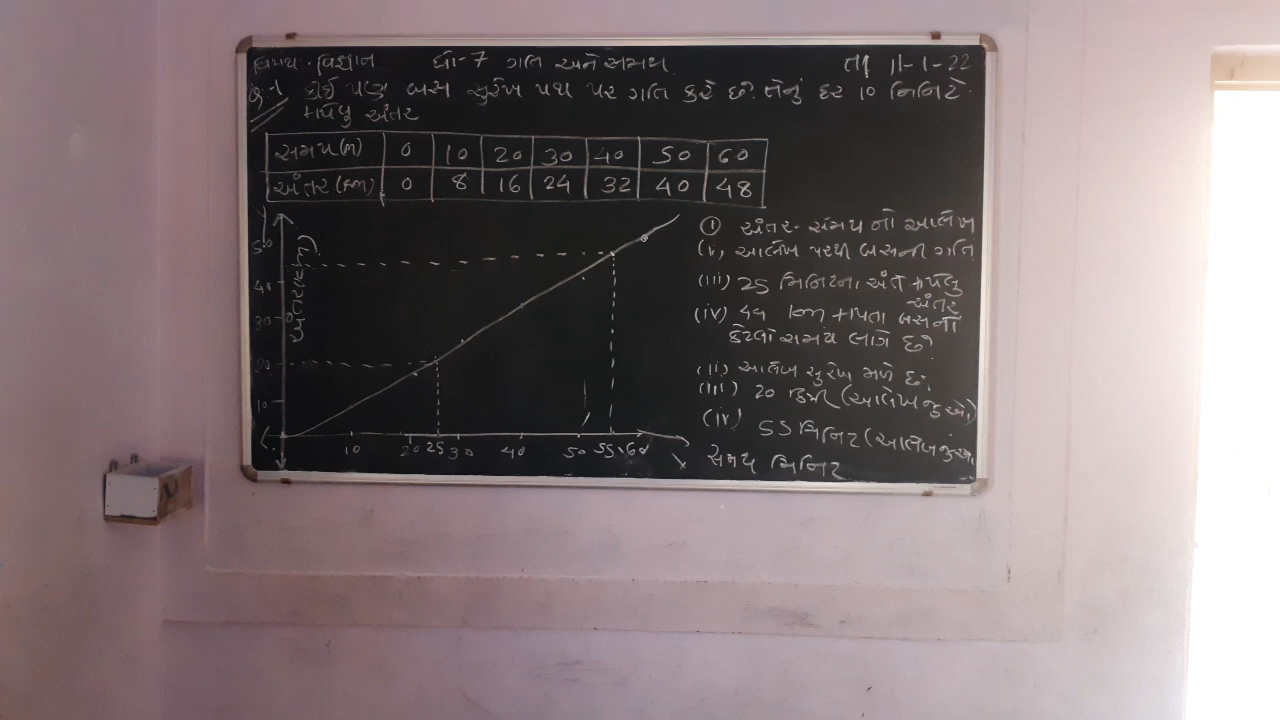 વિષય - વિજ્ઞાન ધો-7 ગતિ અને સમય તા 11-1-22
પ્ર-1 કોઈ પણ બસ સુરેખ પથ પર ગતિ કરે છે. તેનું દર 10 મિનિટે
કાપેલુ અંતર
સમય(m) 0 10 20 30 40 50 60
અંતર(km) 0 8 16 24 32 40 48
Y
50
40
30
20
10
અંતર(km)
10 20 25 30 40 50 55 60
X સમય મિનિટ
(i) અંતર - સમય નો આલેખ
(ii) આલેખ પરથી બસની ગતિ
(iii) 25 મિનિટના અંતે કાપેલુ
અંતર
(iv) 44 km કાપતા બસને
કેટલો સમય લાગે છે?
(ii) આલેખ સુરેખ મળે છે.
(iii) 20 કિમી (આલેખ જુઓ)
(iv) 55 મિનિટ (આલેખ જુઓ)